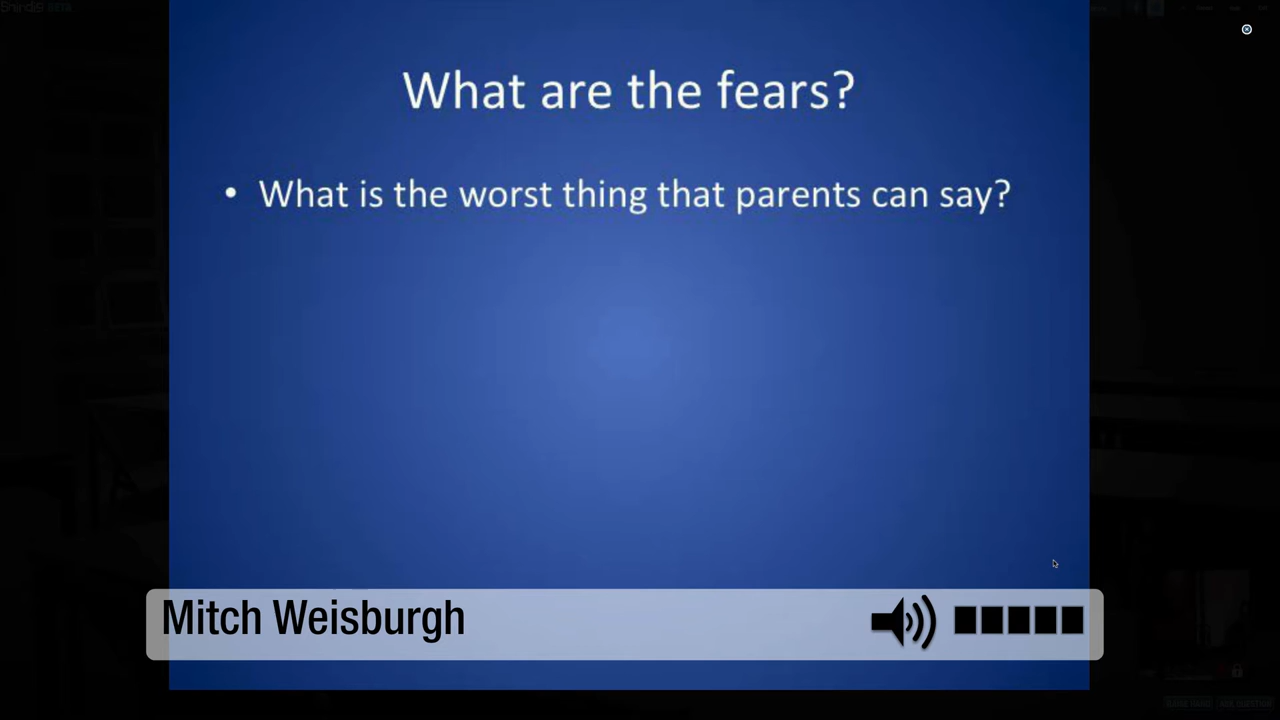 What are the fears?
• What is the worst thing that parents can say?
Mitch Weisburgh